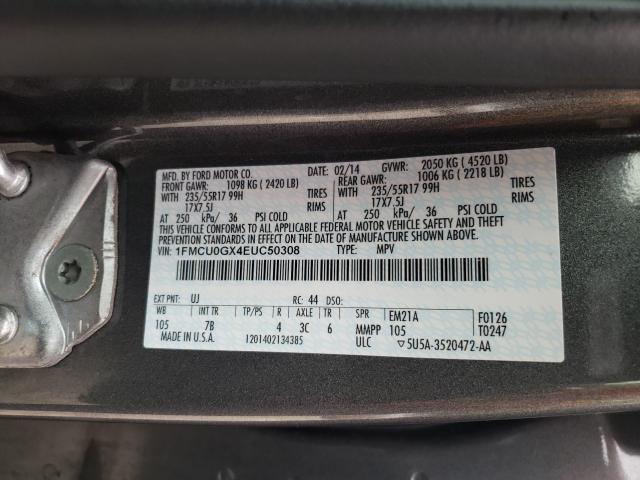 MFD. BY FORD MOTOR CO.
DATE: 02/14 GVWR: 2050 KG ( 4520 LB)
FRONT GAWR: 1098 KG ( 2420 LB) REAR GAWR: 1006 KG ( 2218 LB)
WITH 235/55R17 99H TIRES WITH 235/55R17 99H TIRES
17X7.5J RIMS 17X7.5J RIMS
AT 250 kPa/ 36 PSI COLD AT 250 kPa/ 36 PSI COLD
THIS VEHICLE CONFORMS TO ALL APPLICABLE FEDERAL MOTOR VEHICLE SAFETY AND THEFT
PREVENTION STANDARDS IN EFFECT ON THE DATE OF MANUFACTURE SHOWN ABOVE.
VIN: 1FMCU0GX4EUC50308 TYPE: MPV
EXT PNT: UJ RC: 44 DSO:
WB INT TR TP/PS R AXLE TR SPR EM21A F0126
105 7B 4 3C 6 MMPP 105 T0247
MADE IN U.S.A. 1201402134385 ULC ▽5U5A-3520472-AA